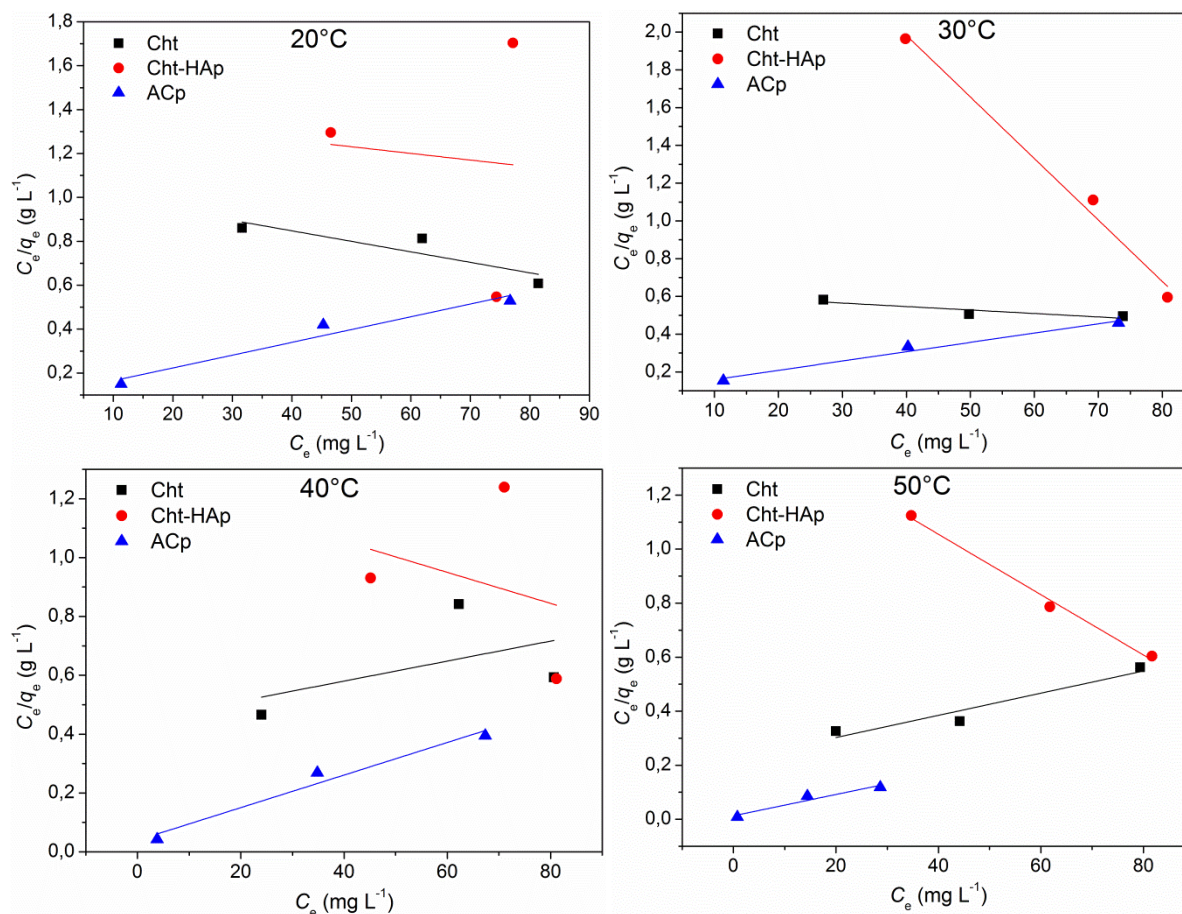 20°C
Cht
Cht-HAp
ACp
1,8
1,6
1,4
1,2
1,0
0,8
0,6
0,4
0,2
Ce/qe (g L-1)
10 20 30 40 50 60 70 80 90
Ce (mg L-1)
30°C
Cht
Cht-HAp
ACp
2,0
1,8
1,6
1,4
1,2
1,0
0,8
0,6
0,4
0,2
0,0
Ce/qe (g L-1)
10 20 30 40 50 60 70 80
Ce (mg L-1)
40°C
Cht
Cht-HAp
ACp
1,2
1,0
0,8
0,6
0,4
0,2
0,0
Ce/qe (g L-1)
0 20 40 60 80
Ce (mg L-1)
50°C
Cht
Cht-HAp
ACp
1,2
1,0
0,8
0,6
0,4
0,2
0,0
Ce/qe (g L-1)
0 20 40 60 80
Ce (mg L-1)